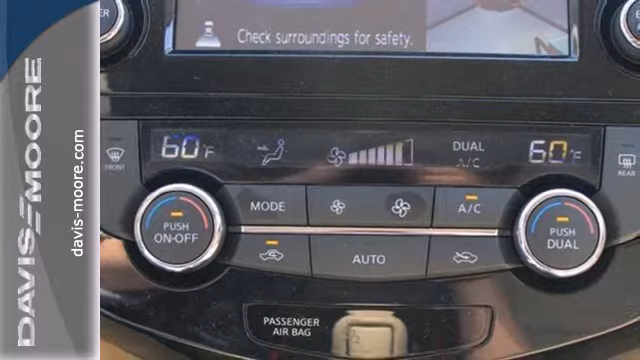 DAVIS-MOORE
davis-moore.com
Check surroundings for safety.
60°F
DUAL
A/C
60°F
FRONT
REAR
PUSH
ON-OFF
MODE
A/C
PUSH
DUAL
AUTO
PASSENGER
AIR BAG